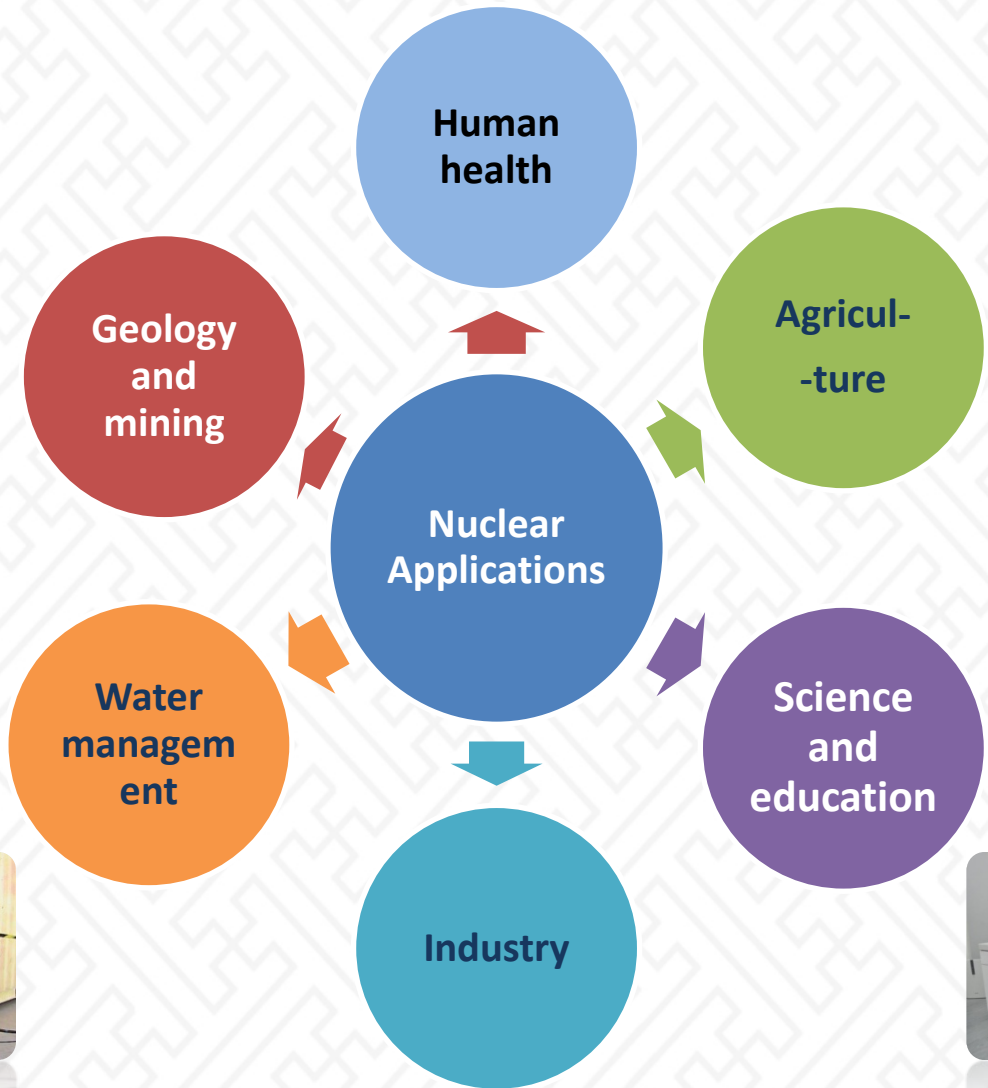 Human
health
Agricul-
-ture
Geology
and
mining
Nuclear
Applications
Water
managem
ent
Science
and
education
Industry